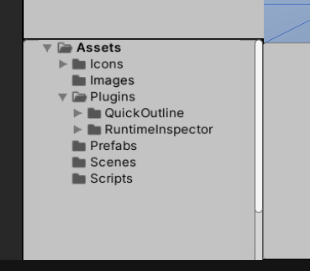 Assets
Icons
Images
Plugins
QuickOutline
RuntimeInspector
Prefabs
Scenes
Scripts